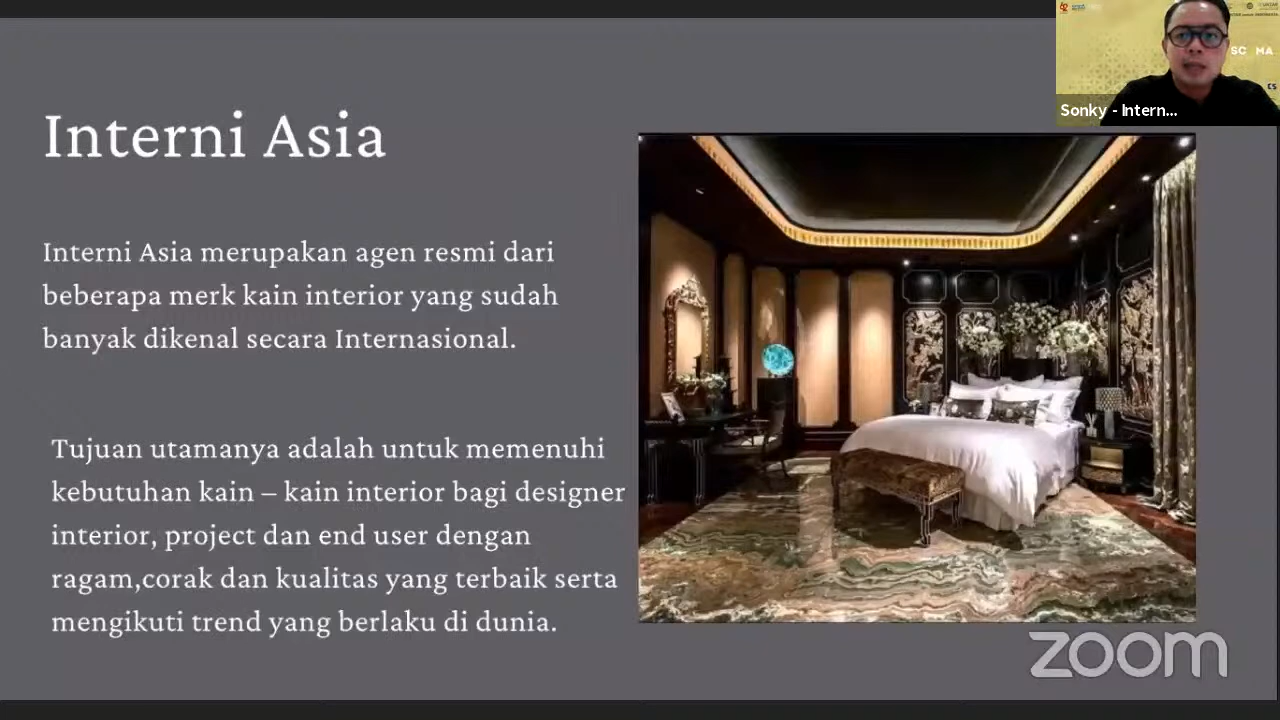 Interni Asia
Interni Asia merupakan agen resmi dari
beberapa merk kain interior yang sudah
banyak dikenal secara Internasional.
Tujuan utamanya adalah untuk memenuhi
kebutuhan kain – kain interior bagi designer
interior, project dan end user dengan
ragam,corak dan kualitas yang terbaik serta
mengikuti trend yang berlaku di dunia.
Sonky - Intern...
zoom